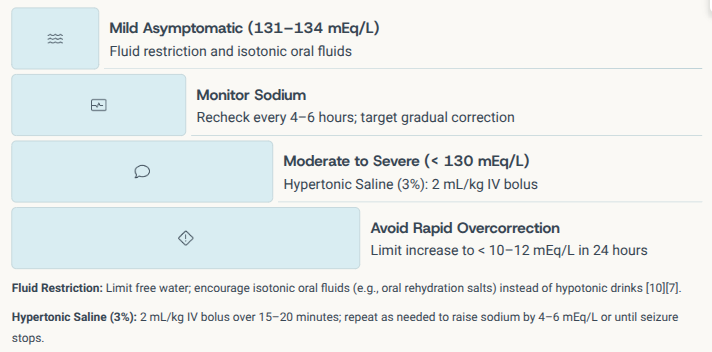 Mild Asymptomatic (131–134 mEq/L)
Fluid restriction and isotonic oral fluids
Monitor Sodium
Recheck every 4–6 hours; target gradual correction
Moderate to Severe (< 130 mEq/L)
Hypertonic Saline (3%): 2 mL/kg IV bolus
Avoid Rapid Overcorrection
Limit increase to < 10–12 mEq/L in 24 hours
Fluid Restriction: Limit free water; encourage isotonic oral fluids (e.g., oral rehydration salts) instead of hypotonic drinks [10][7].
Hypertonic Saline (3%): 2 mL/kg IV bolus over 15–20 minutes; repeat as needed to raise sodium by 4–6 mEq/L or until seizure
stops.